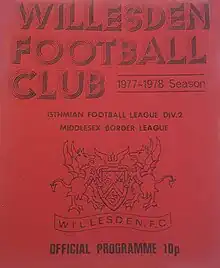 WILLESDEN
FOOTBALL
CLUB 1977-1978 Season
ISTHMIAN FOOTBALL LEAGUE DIV.2
MIDDLESEX BORDER LEAGUE
WILLESDEN. F.C
OFFICIAL PROGRAMME 10p